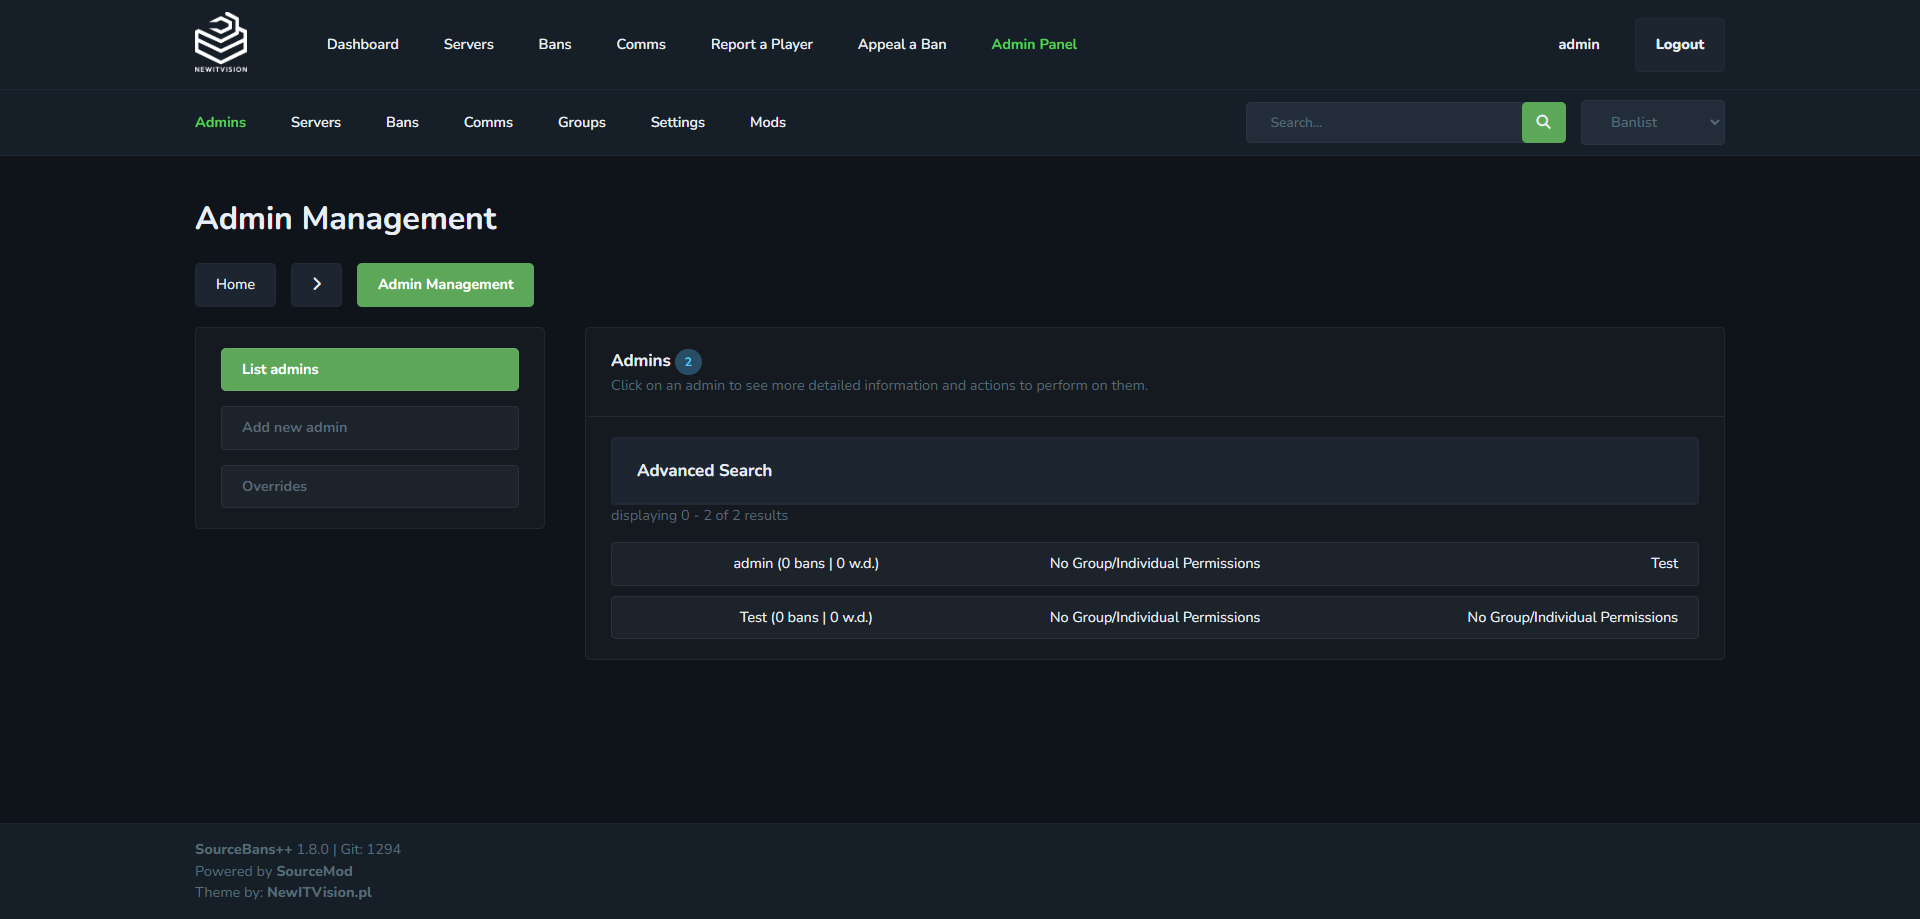 NEWITVISION
Dashboard Servers Bans Comms Report a Player Appeal a Ban Admin Panel admin Logout
Admins Servers Bans Comms Groups Settings Mods Search... Banlist
Admin Management
Home Admin Management
List admins
Add new admin
Overrides
Admins 2
Click on an admin to see more detailed information and actions to perform on them.
Advanced Search
displaying 0 - 2 of 2 results
admin (0 bans | 0 w.d.) No Group/Individual Permissions Test
Test (0 bans | 0 w.d.) No Group/Individual Permissions No Group/Individual Permissions
SourceBans++ 1.8.0 | Git: 1294
Powered by SourceMod
Theme by: NewITVision.pl